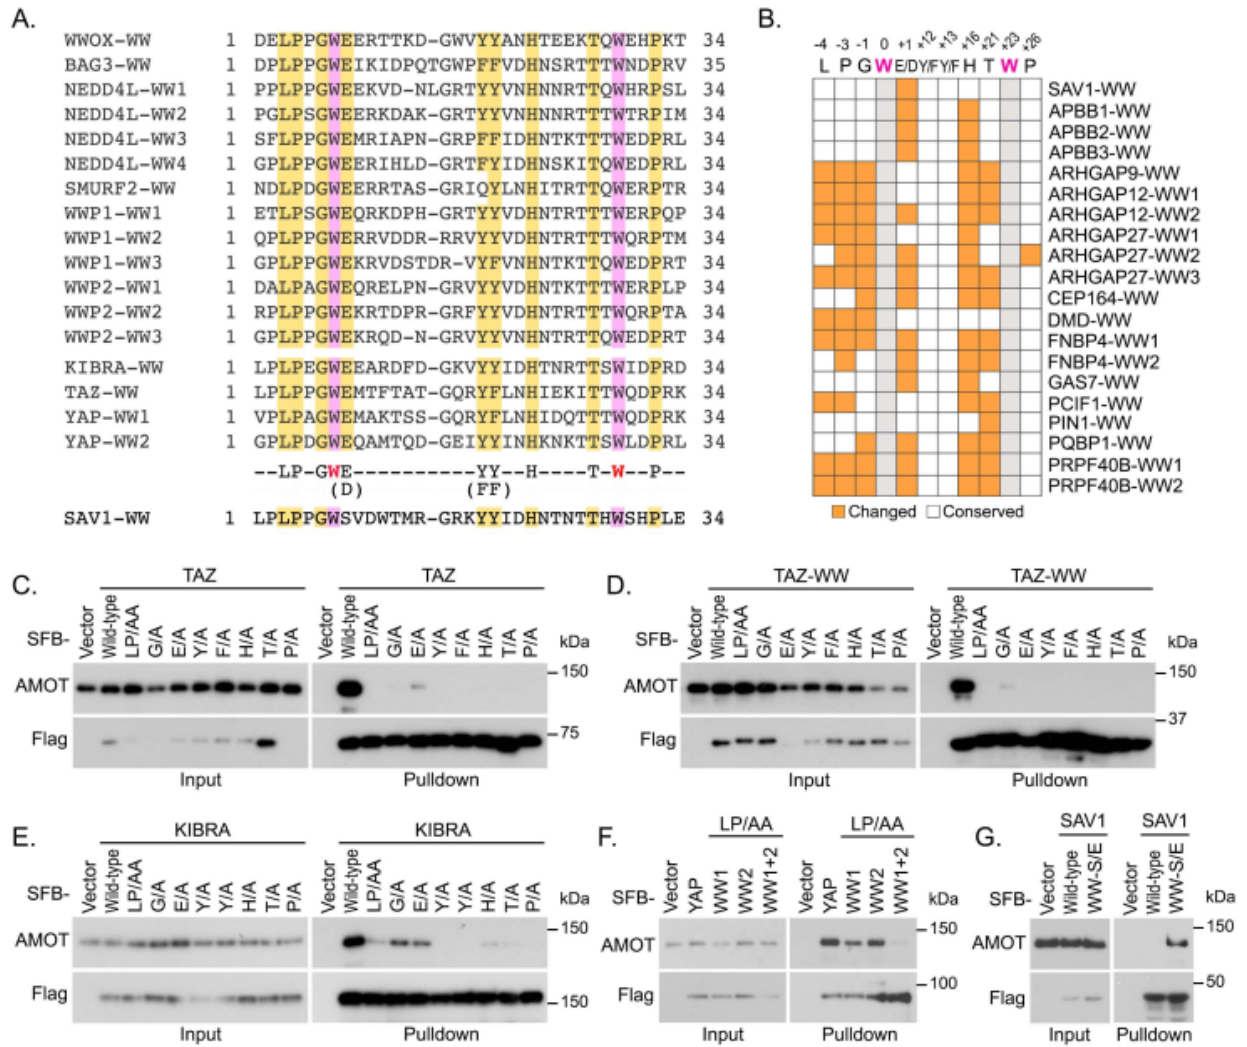 A.
WWOX-WW 1 DELPPGWEERTTKD-GWVYYANHTEEKTQWEHPKT 34
BAG3-WW 1 DPLPPGWEIKIDPQTGWPFFVDHNSRTTTWNDPRV 35
NEDD4L-WW1 1 PPLPPGWEEKVD-NLGRTYYVNHNNRTTQWHRPSL 34
NEDD4L-WW2 1 PGLPSGWEERKDAK-GRTYYVNHNNRTTTWTRPIM 34
NEDD4L-WW3 1 SFLPPGWEMRIAPN-GRPFFIDHNTKTTTWEDPRL 34
NEDD4L-WW4 1 GPLPPGWEERIHLD-GRTFYIDHNSKITQWEDPRL 34
SMURF2-WW 1 NDLPDGWEERRTAS-GRIQYLNHITRTTQWERPTR 34
WWP1-WW1 1 ETLPSGWEQRKDPH-GRTYYVDHNTRTTTWERPQP 34
WWP1-WW2 1 QPLPPGWERRVDDR-RRVYYVDHNTRTTTWQRPTM 34
WWP1-WW3 1 GPLPPGWEKRVDSTDR-VYFVNHNTKTTQWEDPRT 34
WWP2-WW1 1 DALPAGWEQRELPN-GRVYYVDHNTKTTTWERPLP 34
WWP2-WW2 1 RPLPPGWEKRTDPR-GRFYYVDHNTRTTTWQRPTA 34
WWP2-WW3 1 GPLPPGWEKRQD-N-GRVYYVNHNTRTTQWEDPRT 34
KIBRA-WW 1 LPLPEGWEEARDFD-GKVYYIDHTNRTTSWIDPRD 34
TAZ-WW 1 LPLPPGWEMTFTAT-GQRYFLNHIEKITTWQDPRK 34
YAP-WW1 1 VPLPAGWEMAKTSS-GQRYFLNHIDQTTTWQDPRK 34
YAP-WW2 1 GPLPDGWEQAMTQD-GEIYYINHKNKTTSWLDPRL 34
--LP-GWE----------YY--H----T-W--P--
(D) (FF)
SAV1-WW 1 LPLPPGWSVDWTMR-GRKYYIDHNTNTTHWSHPLE 34
B.
-4 -3 -1 0 +1 +12 +13 +16 +21 +23 +26
L P G W E/D Y/F Y/F H T W P
SAV1-WW
APBB1-WW
APBB2-WW
APBB3-WW
ARHGAP9-WW
ARHGAP12-WW1
ARHGAP12-WW2
ARHGAP27-WW1
ARHGAP27-WW2
ARHGAP27-WW3
CEP164-WW
DMD-WW
FNBP4-WW1
FNBP4-WW2
GAS7-WW
PCIF1-WW
PIN1-WW
PQBP1-WW
PRPF40B-WW1
PRPF40B-WW2
Changed Conserved
C.
TAZ TAZ
SFB- Vector Wild-type LP/AA G/A E/A Y/A F/A H/A T/A P/A Vector Wild-type LP/AA G/A E/A Y/A F/A H/A T/A P/A kDa
AMOT 150
Flag 75
Input Pulldown
D.
TAZ-WW TAZ-WW
SFB- Vector Wild-type LP/AA G/A E/A Y/A F/A H/A T/A P/A Vector Wild-type LP/AA G/A E/A Y/A F/A H/A T/A P/A kDa
AMOT 150
Flag 37
Input Pulldown
E.
KIBRA KIBRA
SFB- Vector Wild-type LP/AA G/A E/A Y/A Y/A H/A T/A P/A Vector Wild-type LP/AA G/A E/A Y/A Y/A H/A T/A P/A kDa
AMOT 150
Flag 150
Input Pulldown
F.
LP/AA LP/AA
SFB- Vector YAP WW1 WW2 WW1+2 Vector YAP WW1 WW2 WW1+2 kDa
AMOT 150
Flag 100
Input Pulldown
G.
SAV1 SAV1
SFB- Vector Wild-type WW-S/E Vector Wild-type WW-S/E kDa
AMOT 150
Flag 50
Input Pulldown